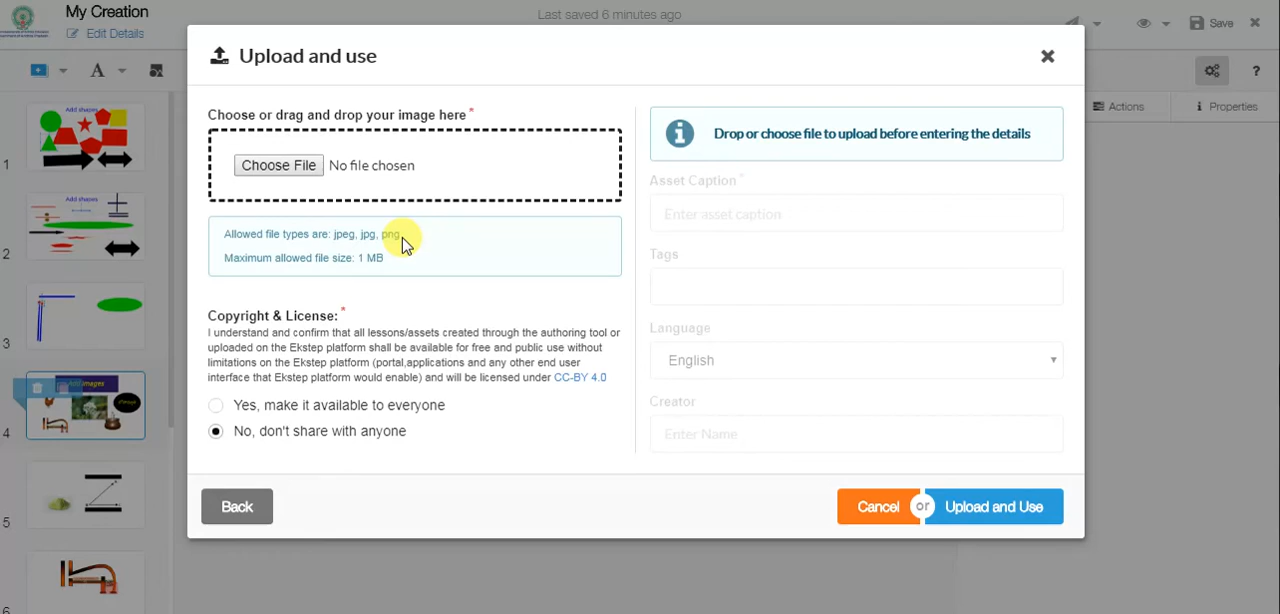 My Creation
Edit Details
Last saved 6 minutes ago
Save
A
?
Actions
Properties
Upload and use
Choose or drag and drop your image here *
Choose File No file chosen
Allowed file types are: jpeg, jpg, png
Maximum allowed file size: 1 MB
Copyright & License: *
I understand and confirm that all lessons/assets created through the authoring tool or
uploaded on the Ekstep platform shall be available for free and public use without
limitations on the Ekstep platform (portal,applications and any other end user
interface that Ekstep platform would enable) and will be licensed under CC-BY 4.0
Yes, make it available to everyone
No, don't share with anyone
Drop or choose file to upload before entering the details
Asset Caption *
Enter asset caption
Tags
Language
English
Creator
Enter Name
Back
Cancel or Upload and Use
Add shapes
1
Add shapes
2
3
Add images
4
5
6